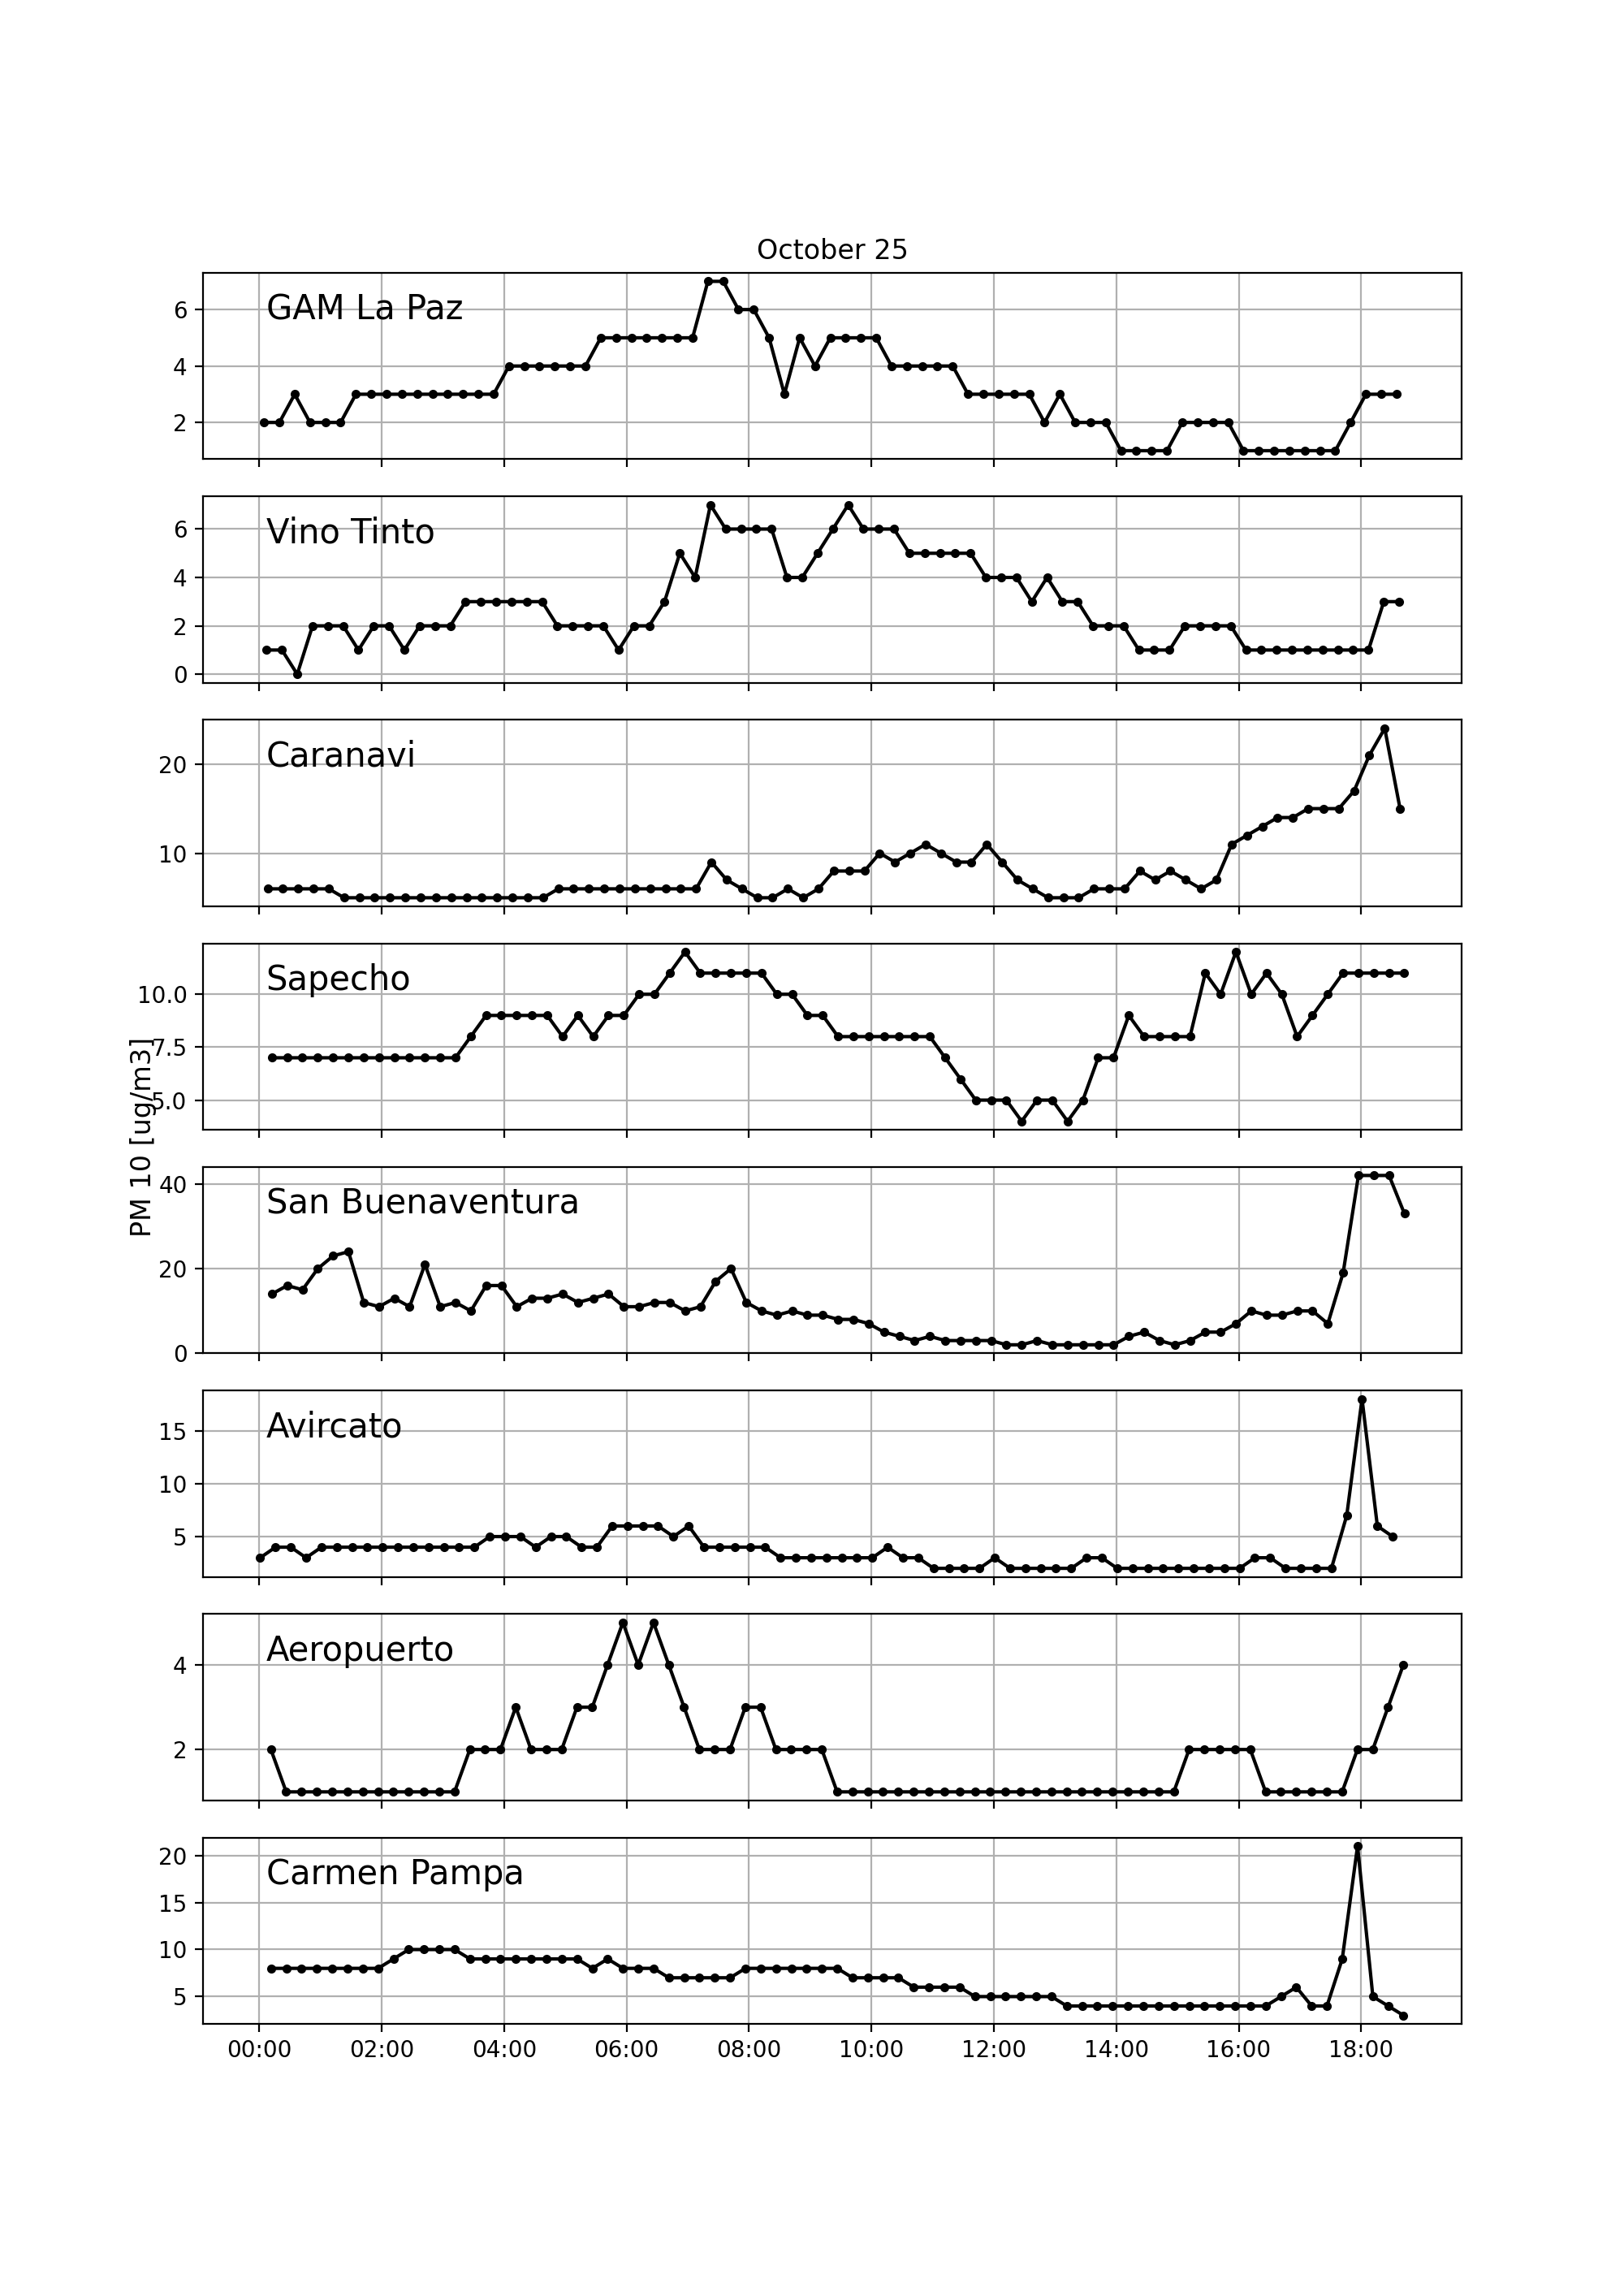 October 25
GAM La Paz
6
4
2
Vino Tinto
6
4
2
0
Caranavi
20
10
Sapecho
10.0
7.5
5.0
PM 10 [ug/m3]
San Buenaventura
40
20
0
Avircato
15
10
5
Aeropuerto
4
2
Carmen Pampa
20
15
10
5
00:00 02:00 04:00 06:00 08:00 10:00 12:00 14:00 16:00 18:00